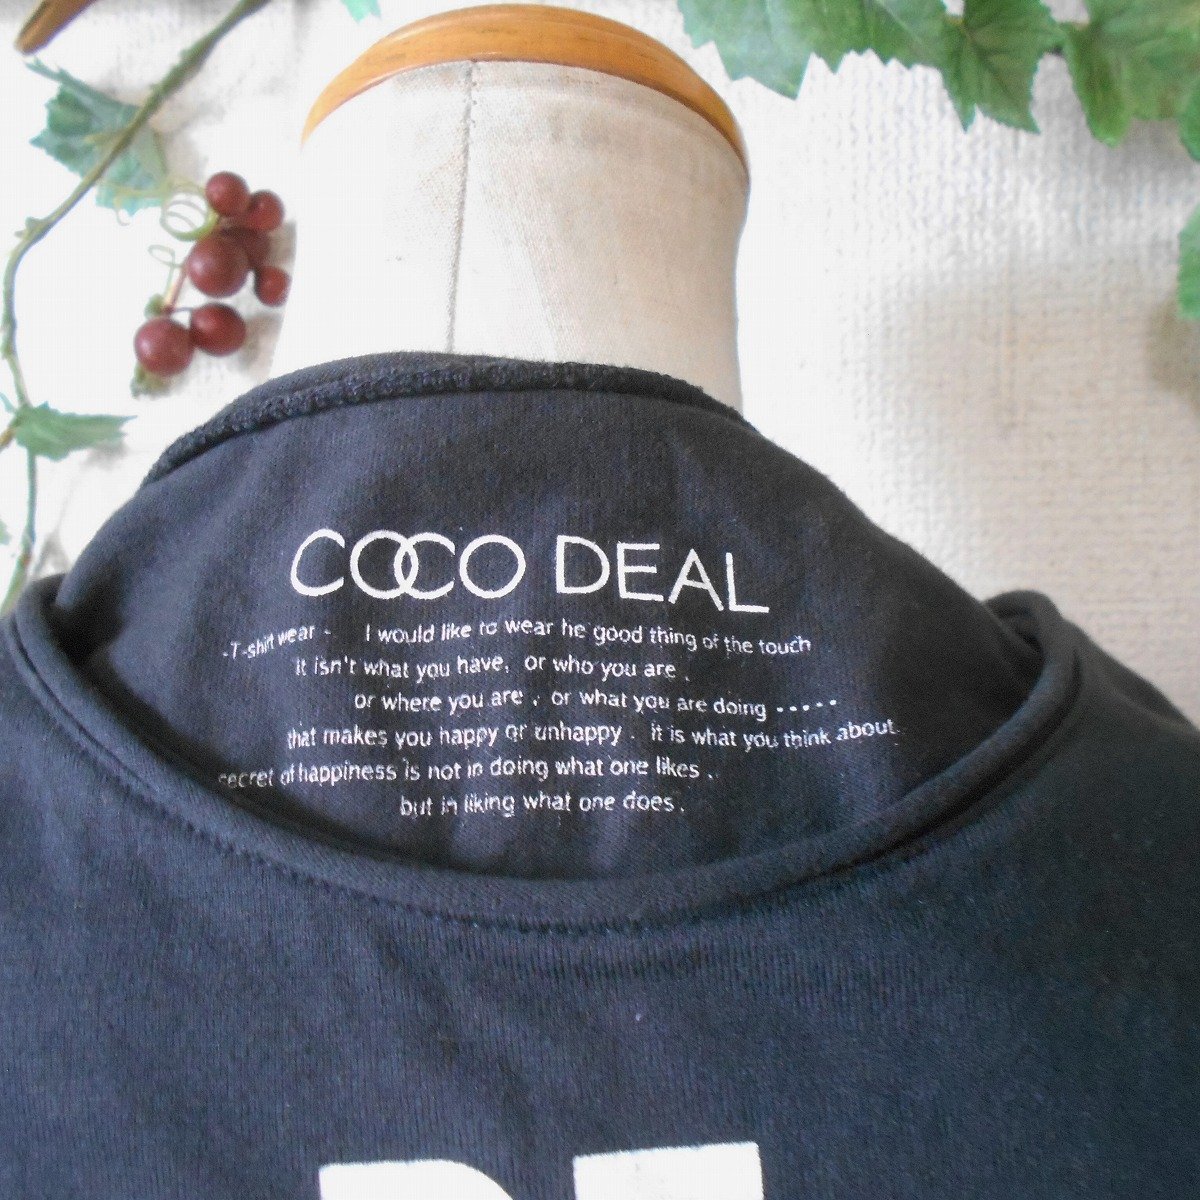 COCO DEAL
-T-shirt wear - I would like to wear he good thing of the touch
it isn't what you have, or who you are .
or where you are . or what you are doing .....
that makes you happy or unhappy . it is what you think about.
secret of happiness is not in doing what one likes .
but in liking what one does .